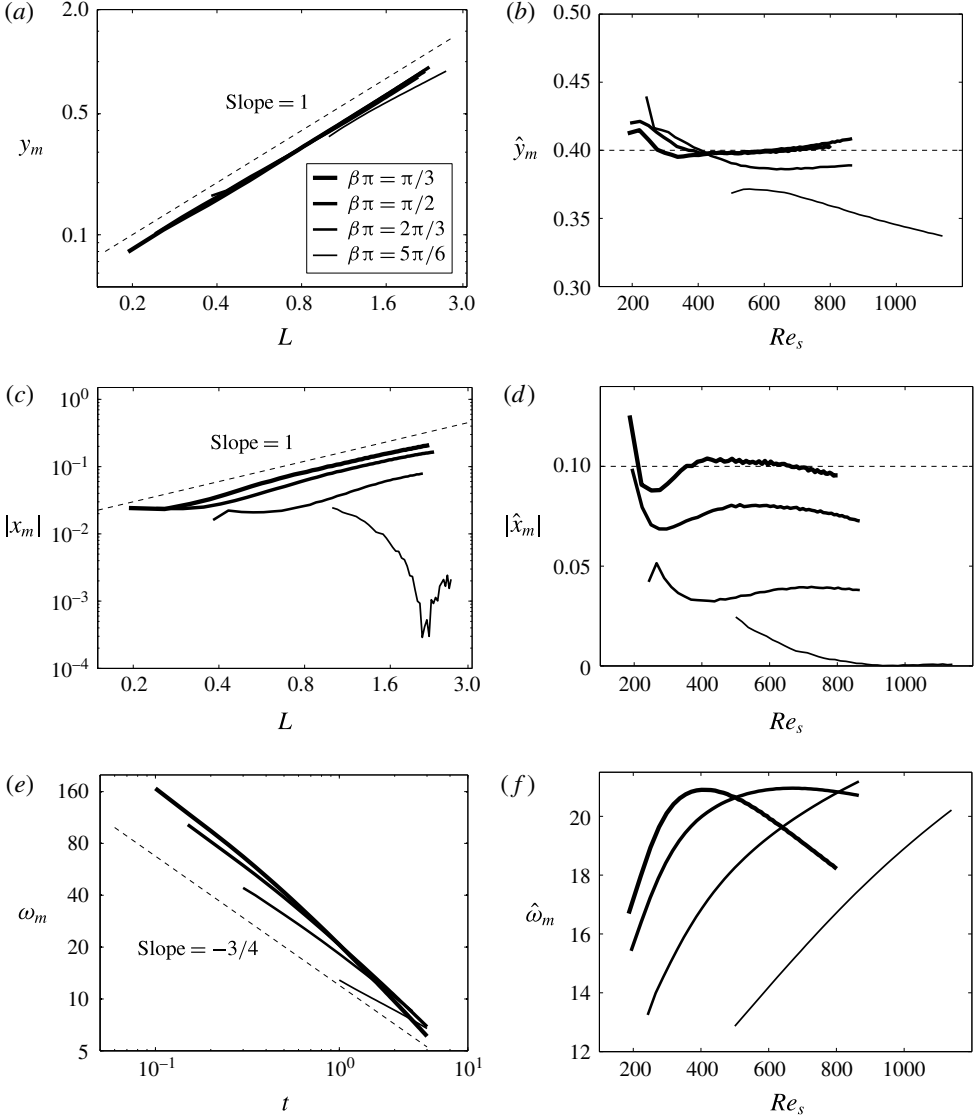 (a)
2.0
0.5
0.1
y_m
Slope = 1
βπ = π/3
βπ = π/2
βπ = 2π/3
βπ = 5π/6
0.2 0.4 0.8 1.6 3.0
L
(b)
0.50
0.45
0.40
0.35
0.30
ŷ_m
200 400 600 800 1000
Re_s
(c)
10^0
10^−1
10^−2
10^−3
10^−4
|x_m|
Slope = 1
0.2 0.4 0.8 1.6 3.0
L
(d)
0.10
0.05
0
|x̂_m|
200 400 600 800 1000
Re_s
(e)
160
80
40
20
10
5
ω_m
Slope = −3/4
10^−1 10^0 10^1
t
(f)
20
18
16
14
12
ω̂_m
200 400 600 800 1000
Re_s